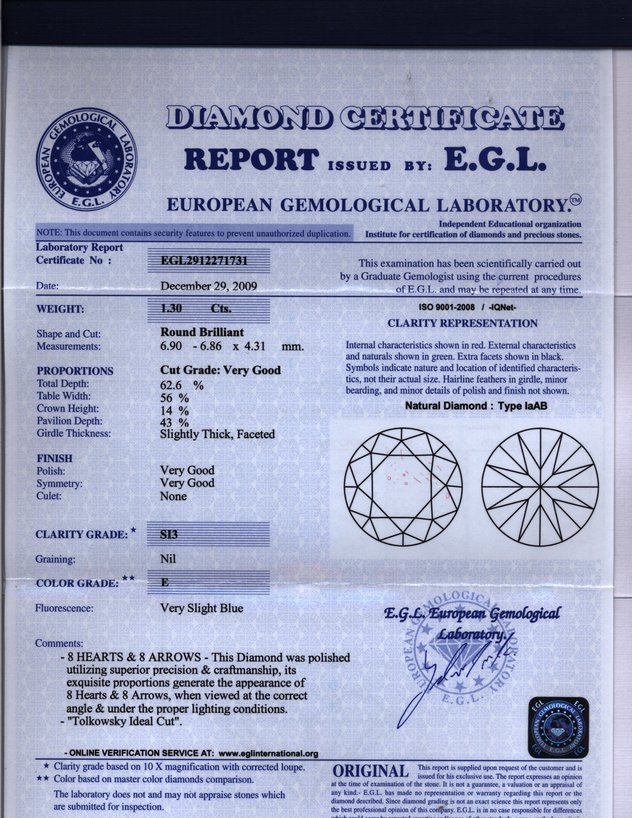 EUROPEAN GEMOLOGICAL LABORATORY
E.G.L.
DIAMOND CERTIFICATE
REPORT ISSUED BY: E.G.L.
EUROPEAN GEMOLOGICAL LABORATORY.™
Independent Educational organization
NOTE: This document contains security features to prevent unauthorized duplication.
Institute for certification of diamonds and precious stones.
Laboratory Report
Certificate No : EGL2912271731
Date: December 29, 2009
This examination has been scientifically carried out
by a Graduate Gemologist using the current procedures
of E.G.L. and may be repeated at any time.
WEIGHT: 1.30 Cts.
Shape and Cut: Round Brilliant
Measurements: 6.90 - 6.86 x 4.31 mm.
PROPORTIONS Cut Grade: Very Good
Total Depth: 62.6 %
Table Width: 56 %
Crown Height: 14 %
Pavilion Depth: 43 %
Girdle Thickness: Slightly Thick, Faceted
FINISH
Polish: Very Good
Symmetry: Very Good
Culet: None
CLARITY GRADE: ★ SI3
Graining: Nil
COLOR GRADE: ★★ E
Fluorescence: Very Slight Blue
Comments:
- 8 HEARTS & 8 ARROWS - This Diamond was polished
utilizing superior precision & craftmanship, its
exquisite proportions generate the appearance of
8 Hearts & 8 Arrows, when viewed at the correct
angle & under the proper lighting conditions.
- "Tolkowsky Ideal Cut".
- ONLINE VERIFICATION SERVICE AT: www.eglinternational.org
★ Clarity grade based on 10 X magnification with corrected loupe.
★★ Color based on master color diamonds comparison.
The laboratory does not and may not appraise stones which
are submitted for inspection.
ISO 9001-2008 / -IQNet-
CLARITY REPRESENTATION
Internal characteristics shown in red. External characteristics
and naturals shown in green. Extra facets shown in black.
Symbols indicate nature and location of identified characteris-
tics, not their actual size. Hairline feathers in girdle, minor
bearding, and minor details of polish and finish not shown.
Natural Diamond : Type IaAB
E.G.L. European Gemological
Laboratory.
EUROPEAN GEMOLOGICAL LABORATORY
E.G.L.
EGL EGL
EUROPEAN GEMOLOGICAL LABORATORY
EGL EGL
ORIGINAL This report is supplied upon request of the customer and is
issued for his exclusive use. The report expresses an opinion
at the time of examination of the stone. It is not a guarantee, a valuation or an appraisal of
any kind.- E.G.L. has made no representation or warranty regarding this report or the
diamond described. Since diamond grading is not an exact science this report represents only
the best professional opinion of this company. E.G.L. is in no case responsible for differences